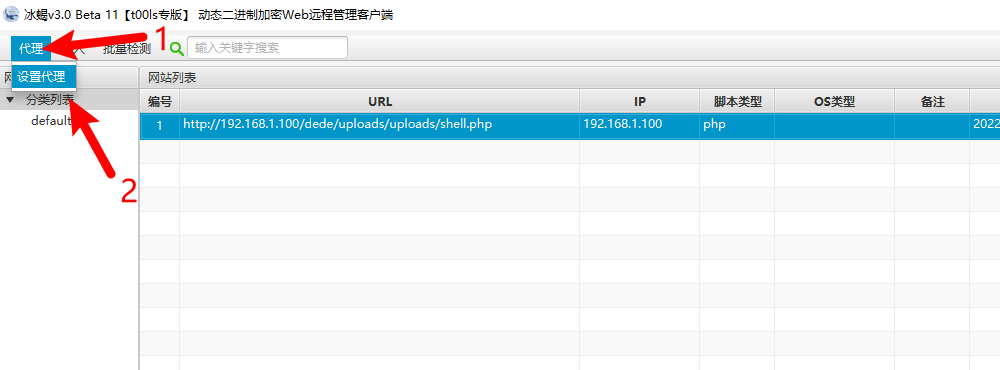 冰蝎v3.0 Beta 11【t00ls专版】 动态二进制加密Web远程管理客户端
代理 入 批量检测 输入关键字搜索
1
设置代理
网站列表
分类列表
default
2
编号 URL IP 脚本类型 OS类型 备注
1 http://192.168.1.100/dede/uploads/uploads/shell.php 192.168.1.100 php 2022